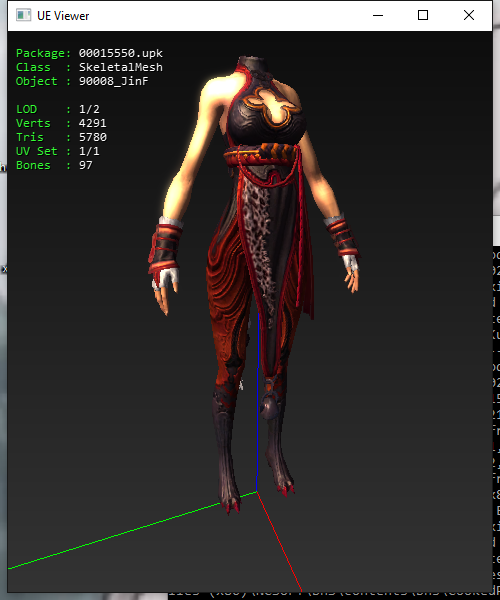 UE Viewer
Package: 00015550.upk
Class : SkeletalMesh
Object : 90008_JinF
LOD : 1/2
Verts : 4291
Tris : 5780
UV Set : 1/1
Bones : 97